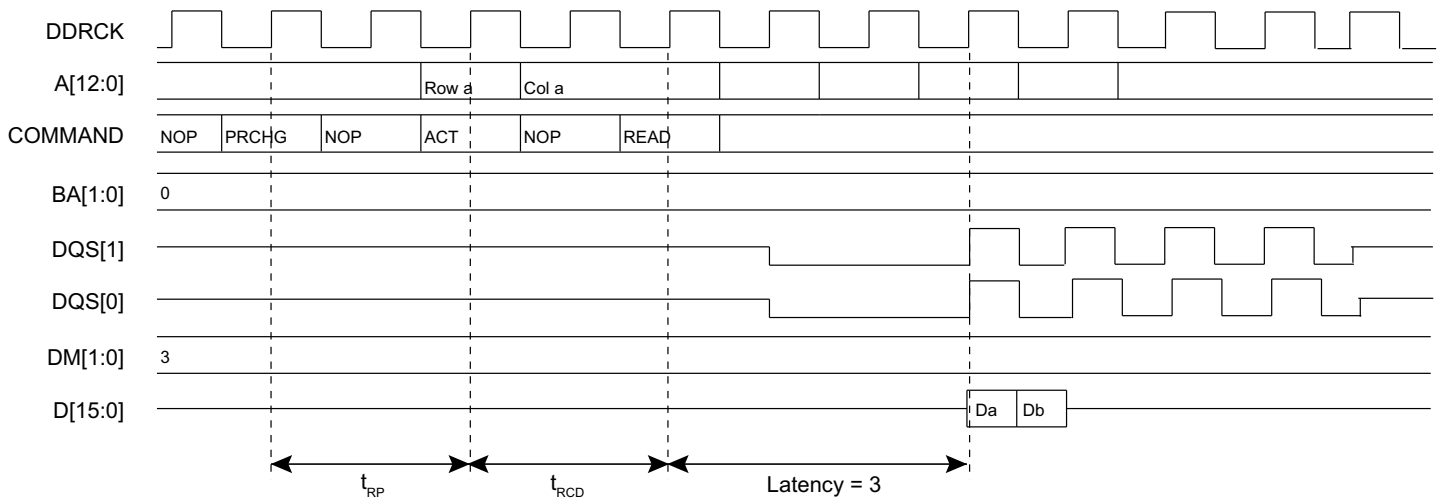 DDRCK
A[12:0] Row a Col a
COMMAND NOP PRCHG NOP ACT NOP READ
BA[1:0] 0
DQS[1]
DQS[0]
DM[1:0] 3
D[15:0] Da Db
tRP tRCD Latency = 3